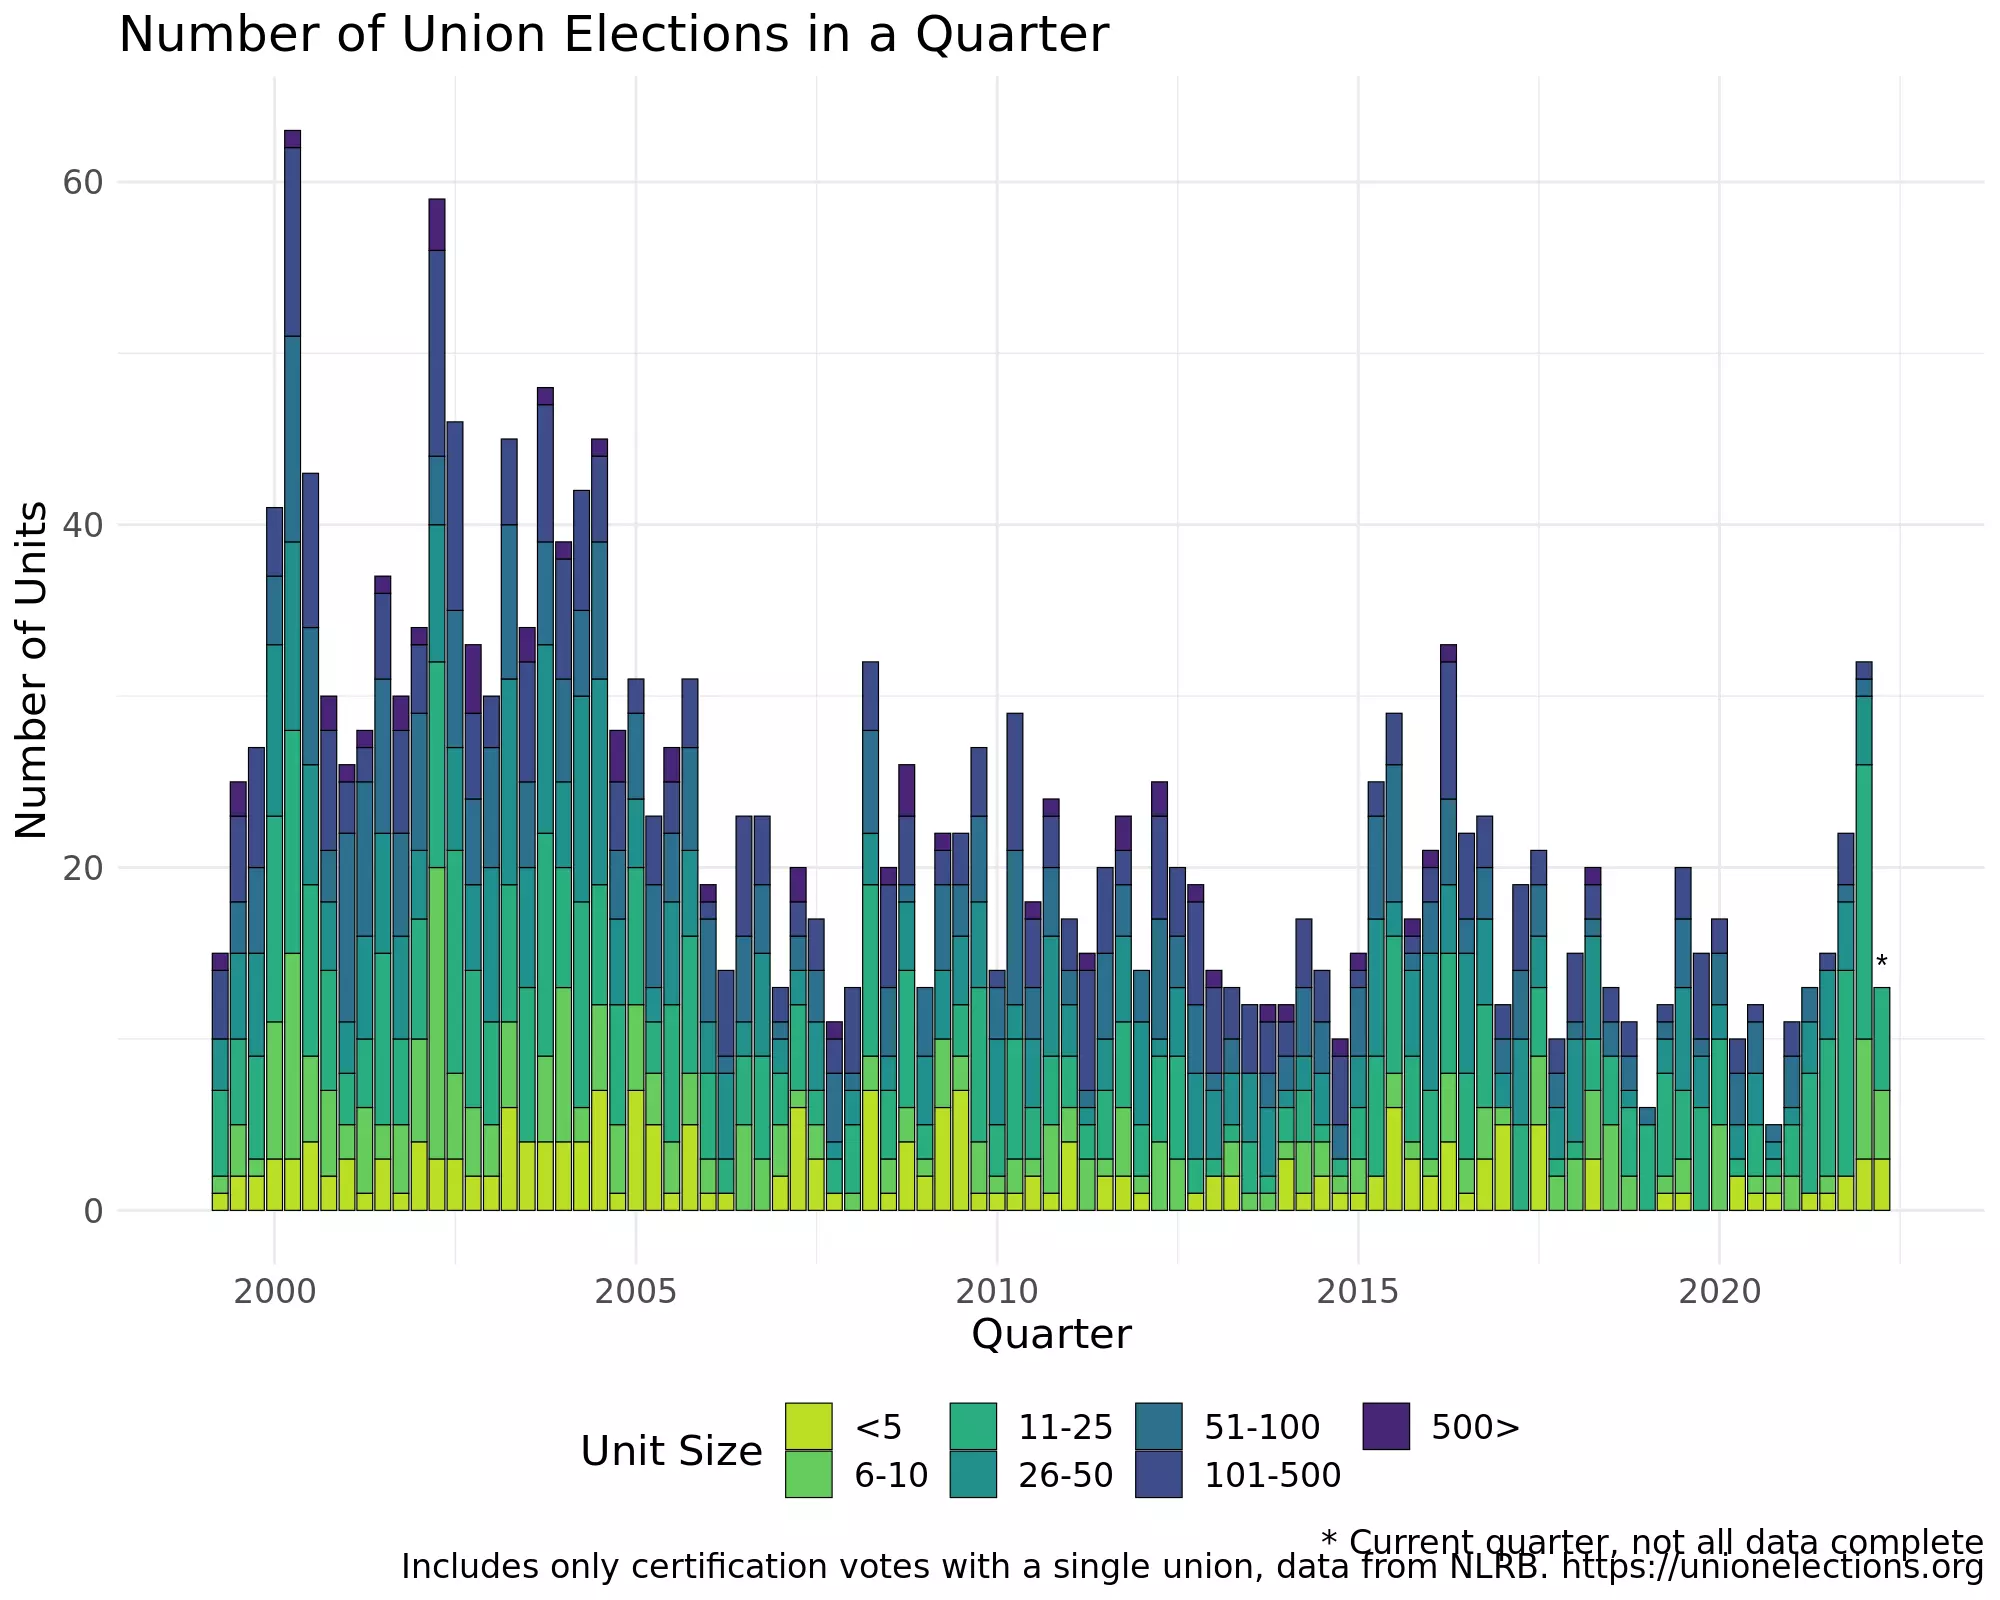 Number of Union Elections in a Quarter
Number of Units
60
40
20
0
*
2000 2005 2010 2015 2020
Quarter
Unit Size
<5 11-25 51-100 500>
6-10 26-50 101-500
* Current quarter, not all data complete
Includes only certification votes with a single union, data from NLRB. https://unionelections.org